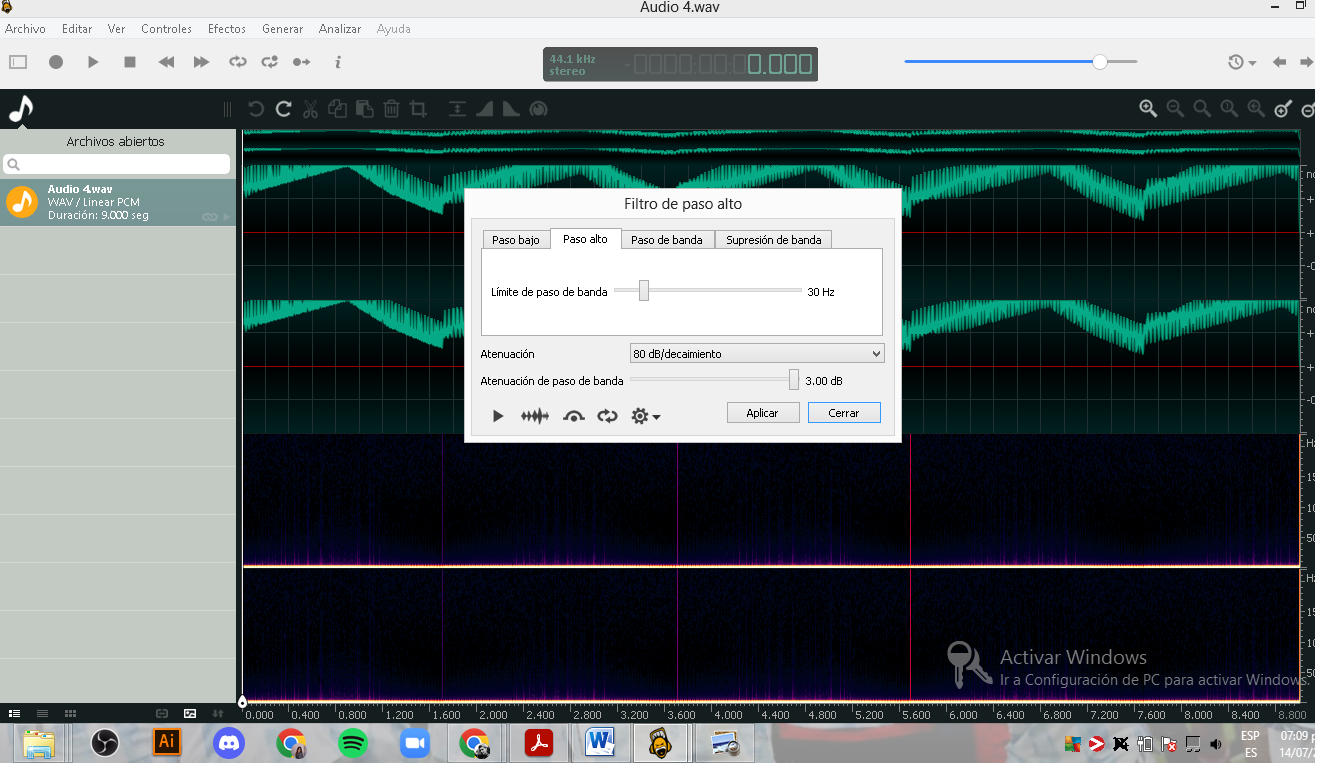 Audio 4.wav
Archivo Editar Ver Controles Efectos Generar Analizar Ayuda
44.1 kHz
stereo
-0000:00:00.000
Archivos abiertos
Audio 4.wav
WAV / Linear PCM
Duración: 9.000 seg
Filtro de paso alto
Paso bajo Paso alto Paso de banda Supresión de banda
Límite de paso de banda 30 Hz
Atenuación 80 dB/decaimiento
Atenuación de paso de banda 3.00 dB
Aplicar Cerrar
Hz
Hz
Activar Windows
Ir a Configuración de PC para activar Windows.
0.000 0.400 0.800 1.200 1.600 2.000 2.400 2.800 3.200 3.600 4.000 4.400 4.800 5.200 5.600 6.000 6.400 6.800 7.200 7.600 8.000 8.400 8.800
Ai
W
ESP 07:09 p
ES 14/07/2